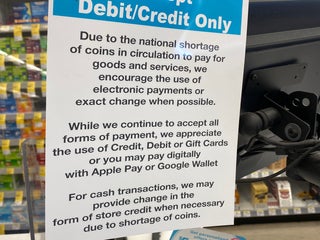 Debit/Credit Only
Due to the national shortage
of coins in circulation to pay for
goods and services, we
encourage the use of
electronic payments or
exact change when possible.
While we continue to accept all
forms of payment, we appreciate
the use of Credit, Debit or Gift Cards
or you may pay digitally
with Apple Pay or Google Wallet
For cash transactions, we may
provide change in the
form of store credit when necessary
due to shortage of coins.